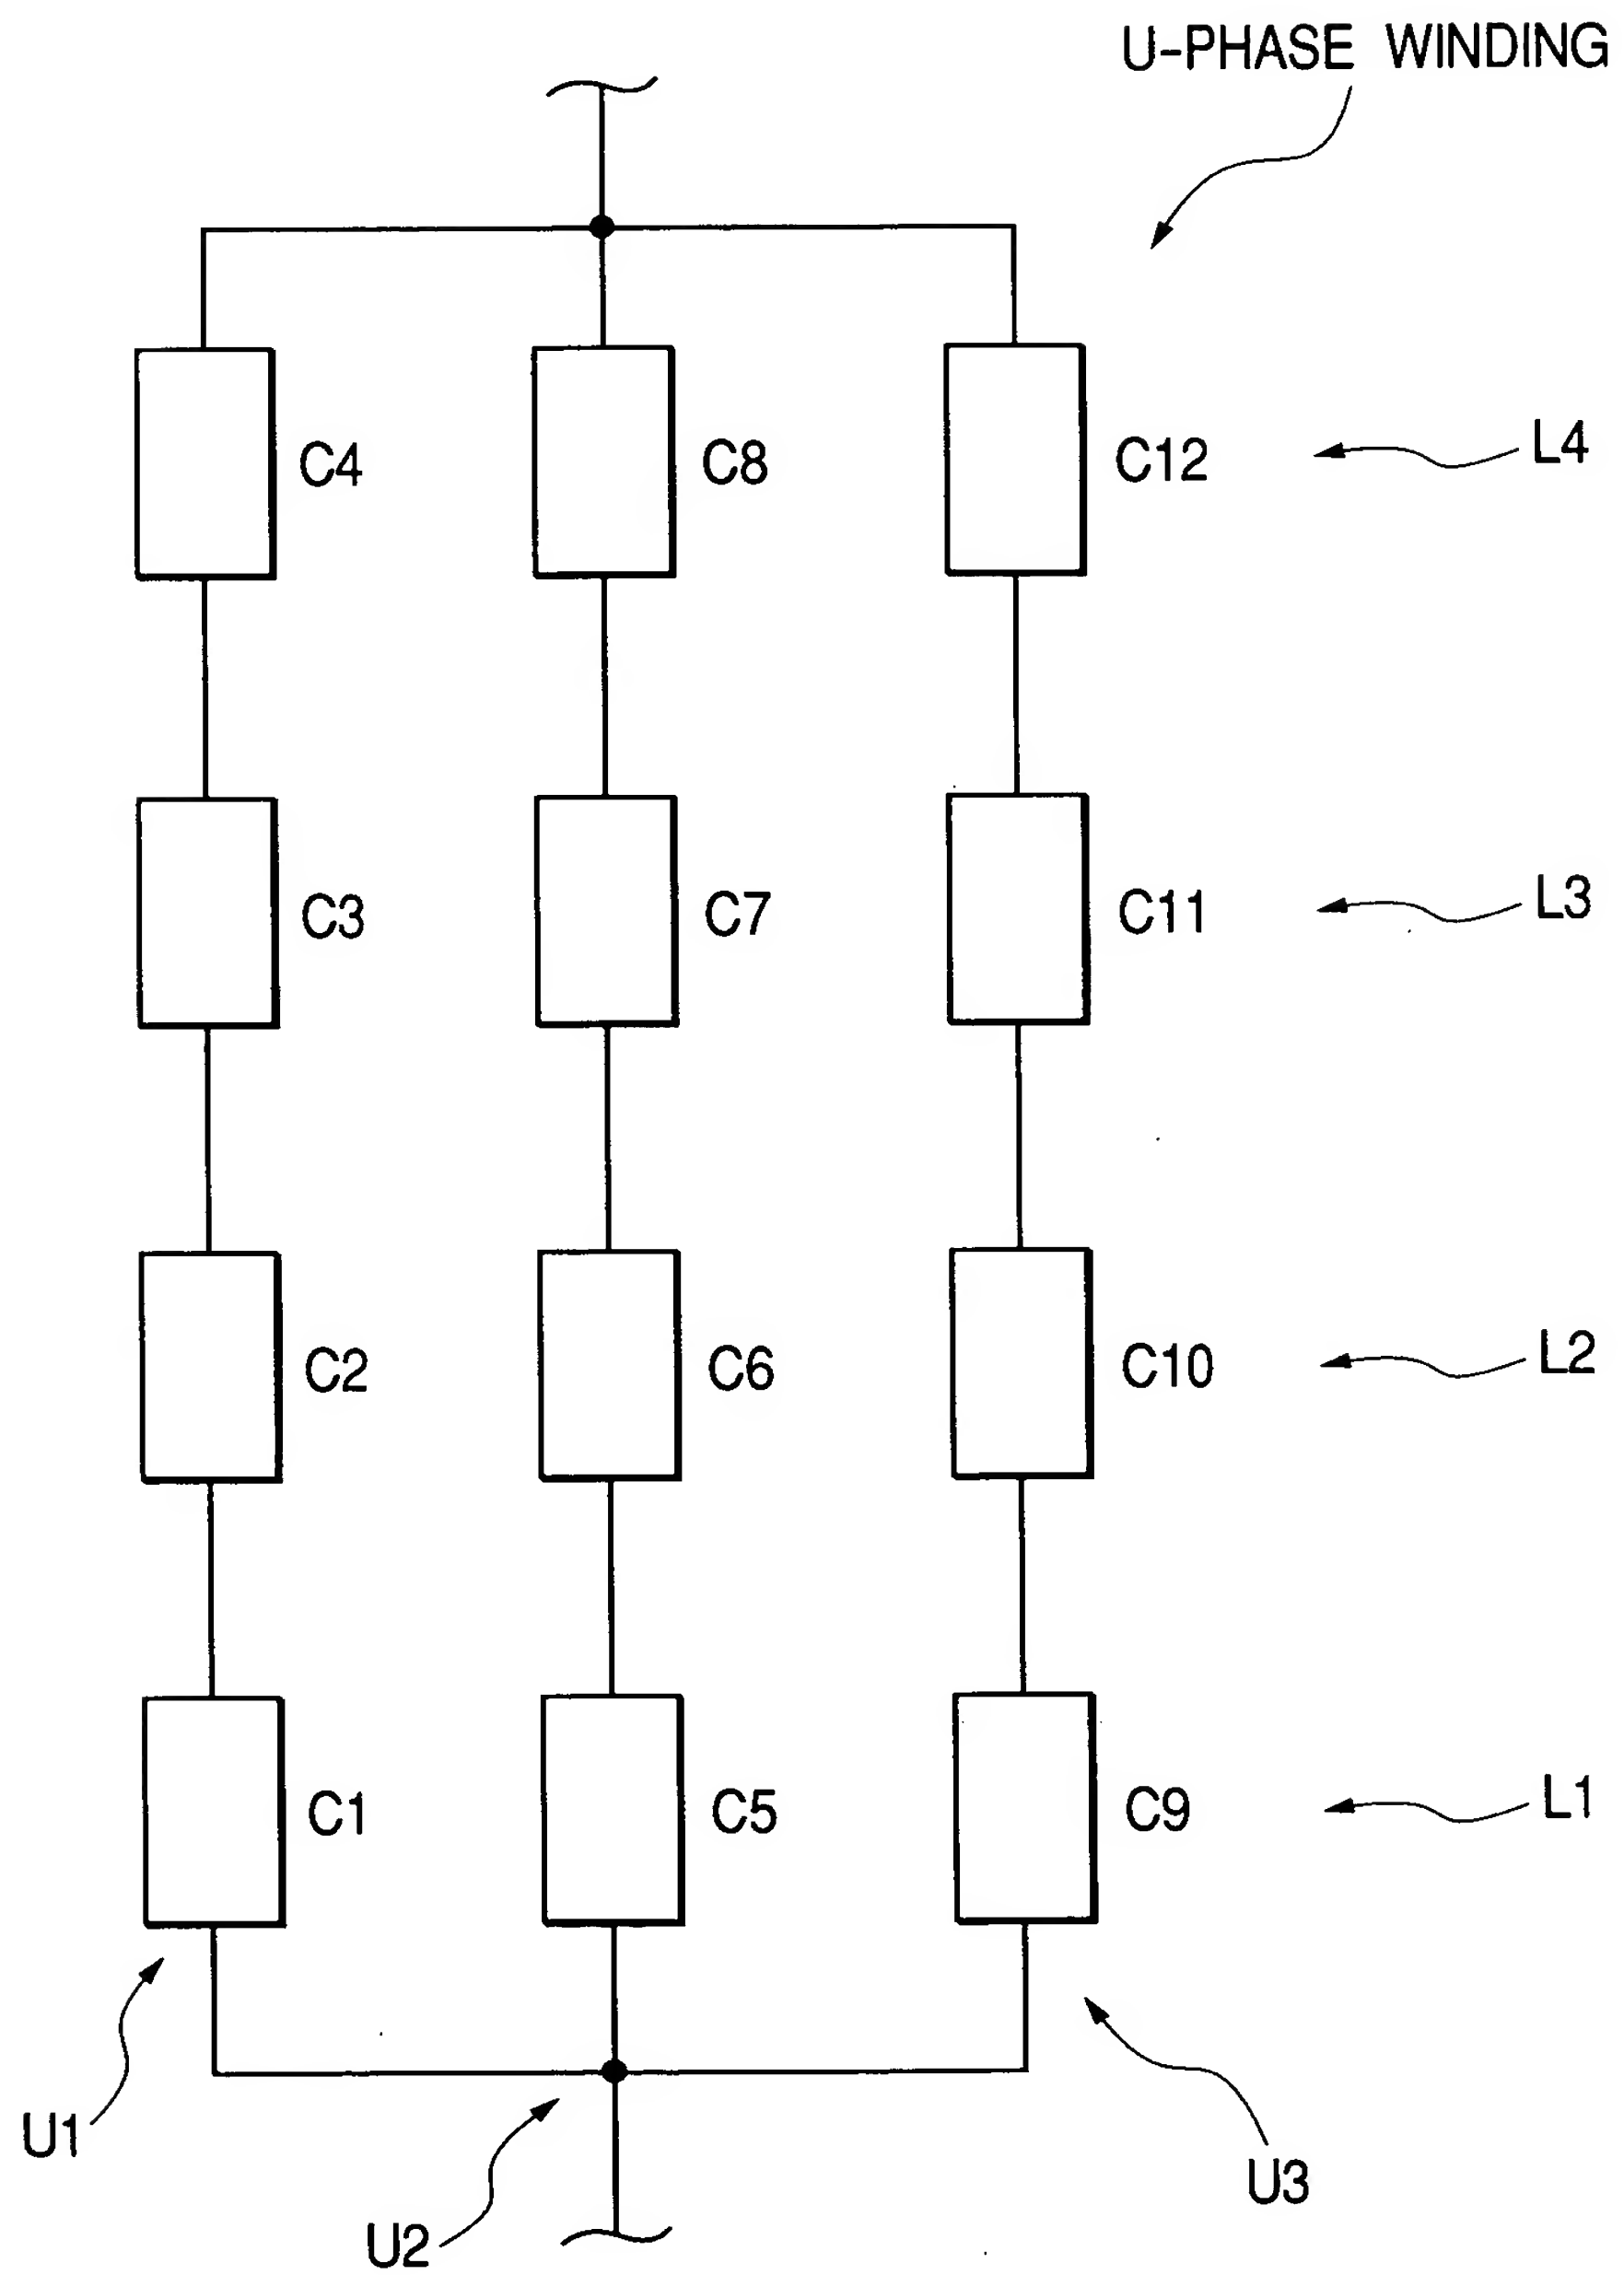 U-PHASE WINDING
C4 C8 C12 L4
C3 C7 C11 L3
C2 C6 C10 L2
C1 C5 C9 L1
U1
U2
U3